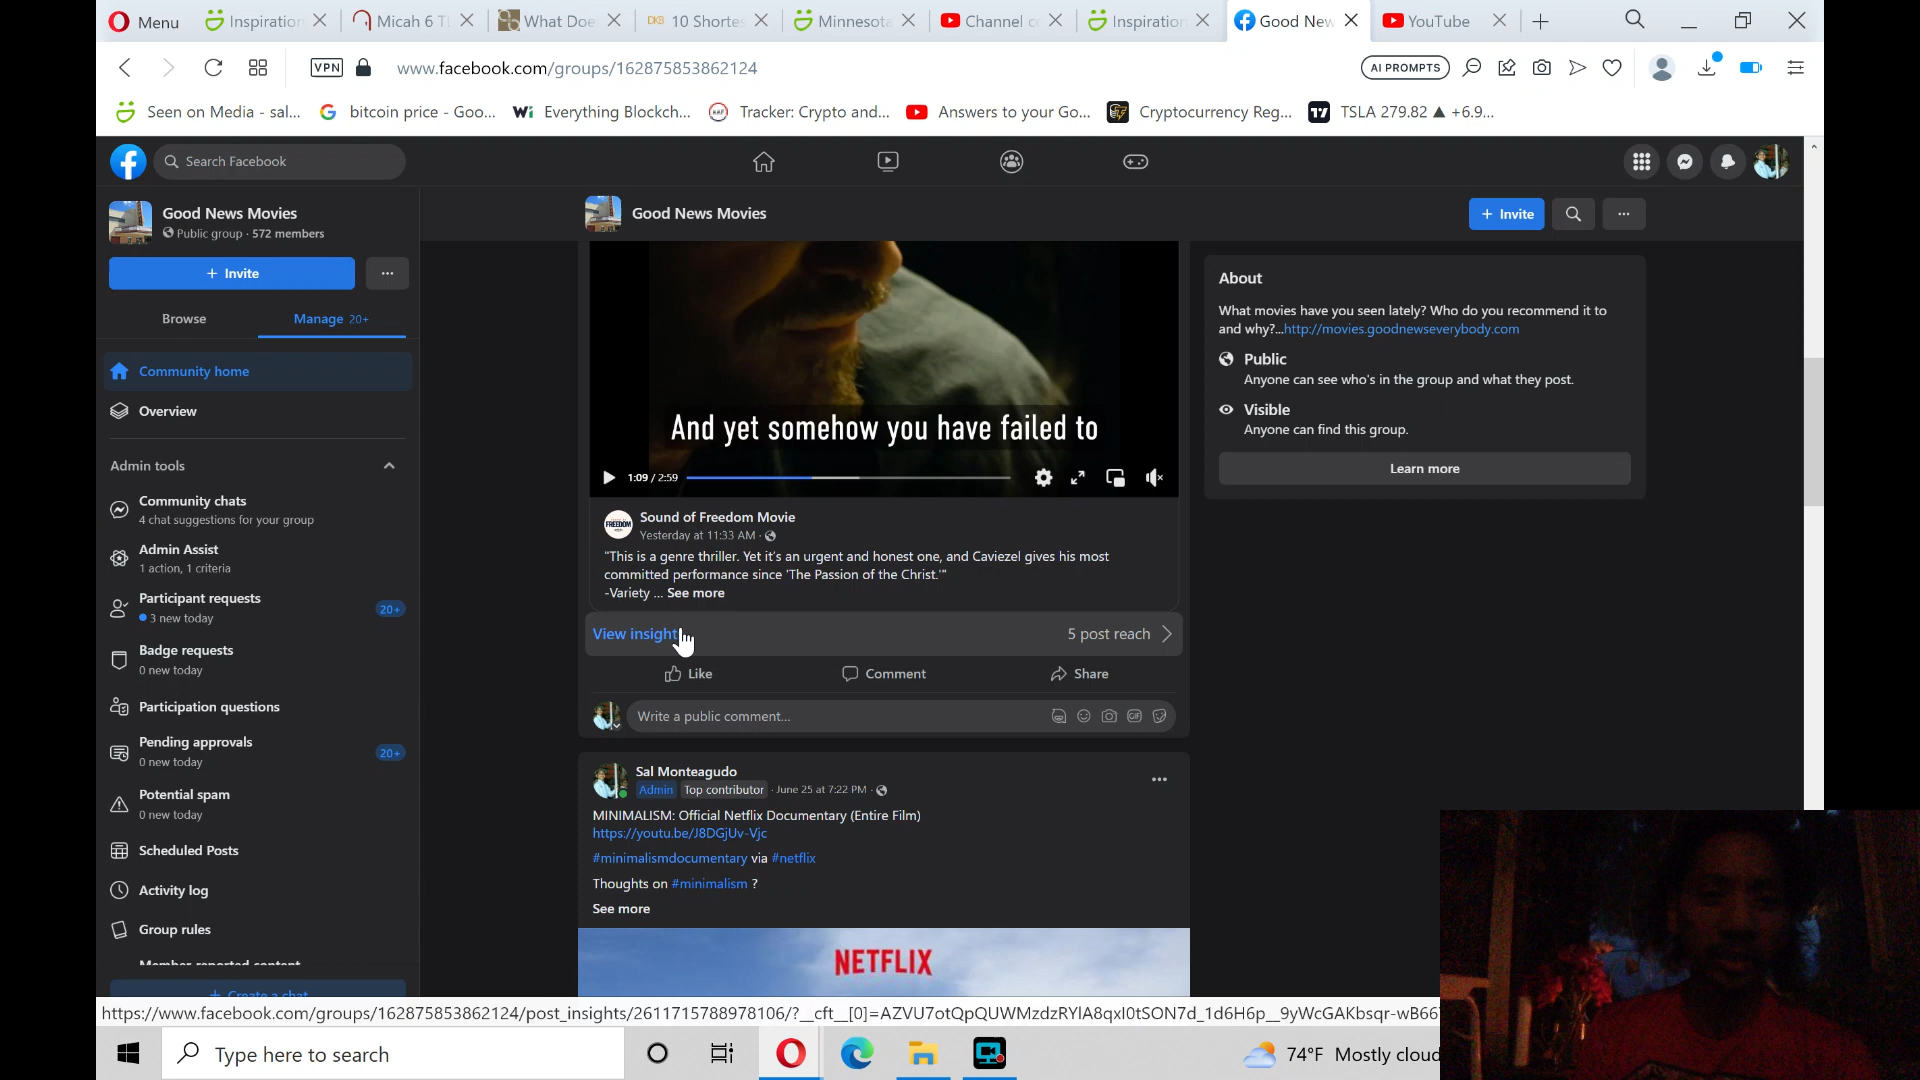 Menu
Inspiration
Micah 6 T
What Doe
DKB 10 Shortes
Minnesota
Channel c
Inspiration
Good New
YouTube
VPN
www.facebook.com/groups/162875853862124
AI PROMPTS
Seen on Media - sal...
bitcoin price - Goo...
Wi Everything Blockch...
Tracker: Crypto and...
Answers to your Go...
Cryptocurrency Reg...
TSLA 279.82 ▲ +6.9...
Search Facebook
Good News Movies
Public group · 572 members
+ Invite
...
Browse
Manage 20+
Community home
Overview
Admin tools
Community chats
4 chat suggestions for your group
Admin Assist
1 action, 1 criteria
Participant requests
3 new today
20+
Badge requests
0 new today
Participation questions
Pending approvals
0 new today
20+
Potential spam
0 new today
Scheduled Posts
Activity log
Group rules
Member-reported content
+ Create a chat
Good News Movies
+ Invite
...
And yet somehow you have failed to
1:09 / 2:59
FREEDOM
Sound of Freedom Movie
Yesterday at 11:33 AM ·
"This is a genre thriller. Yet it's an urgent and honest one, and Caviezel gives his most
committed performance since 'The Passion of the Christ.'"
-Variety ... See more
View insight
5 post reach
Like
Comment
Share
Write a public comment...
GIF
Sal Monteagudo
Admin Top contributor · June 25 at 7:22 PM ·
...
MINIMALISM: Official Netflix Documentary (Entire Film)
https://youtu.be/J8DGjUv-Vjc
#minimalismdocumentary via #netflix
Thoughts on #minimalism ?
See more
NETFLIX
About
What movies have you seen lately? Who do you recommend it to
and why?...http://movies.goodnewseverybody.com
Public
Anyone can see who's in the group and what they post.
Visible
Anyone can find this group.
Learn more
https://www.facebook.com/groups/162875853862124/post_insights/2611715788978106/?__cft__[0]=AZVU7otQpQUWMzdzRYlA8qxl0tSON7d_1d6H6p__9yWcGAKbsqr-wB66
Type here to search
74°F Mostly cloud